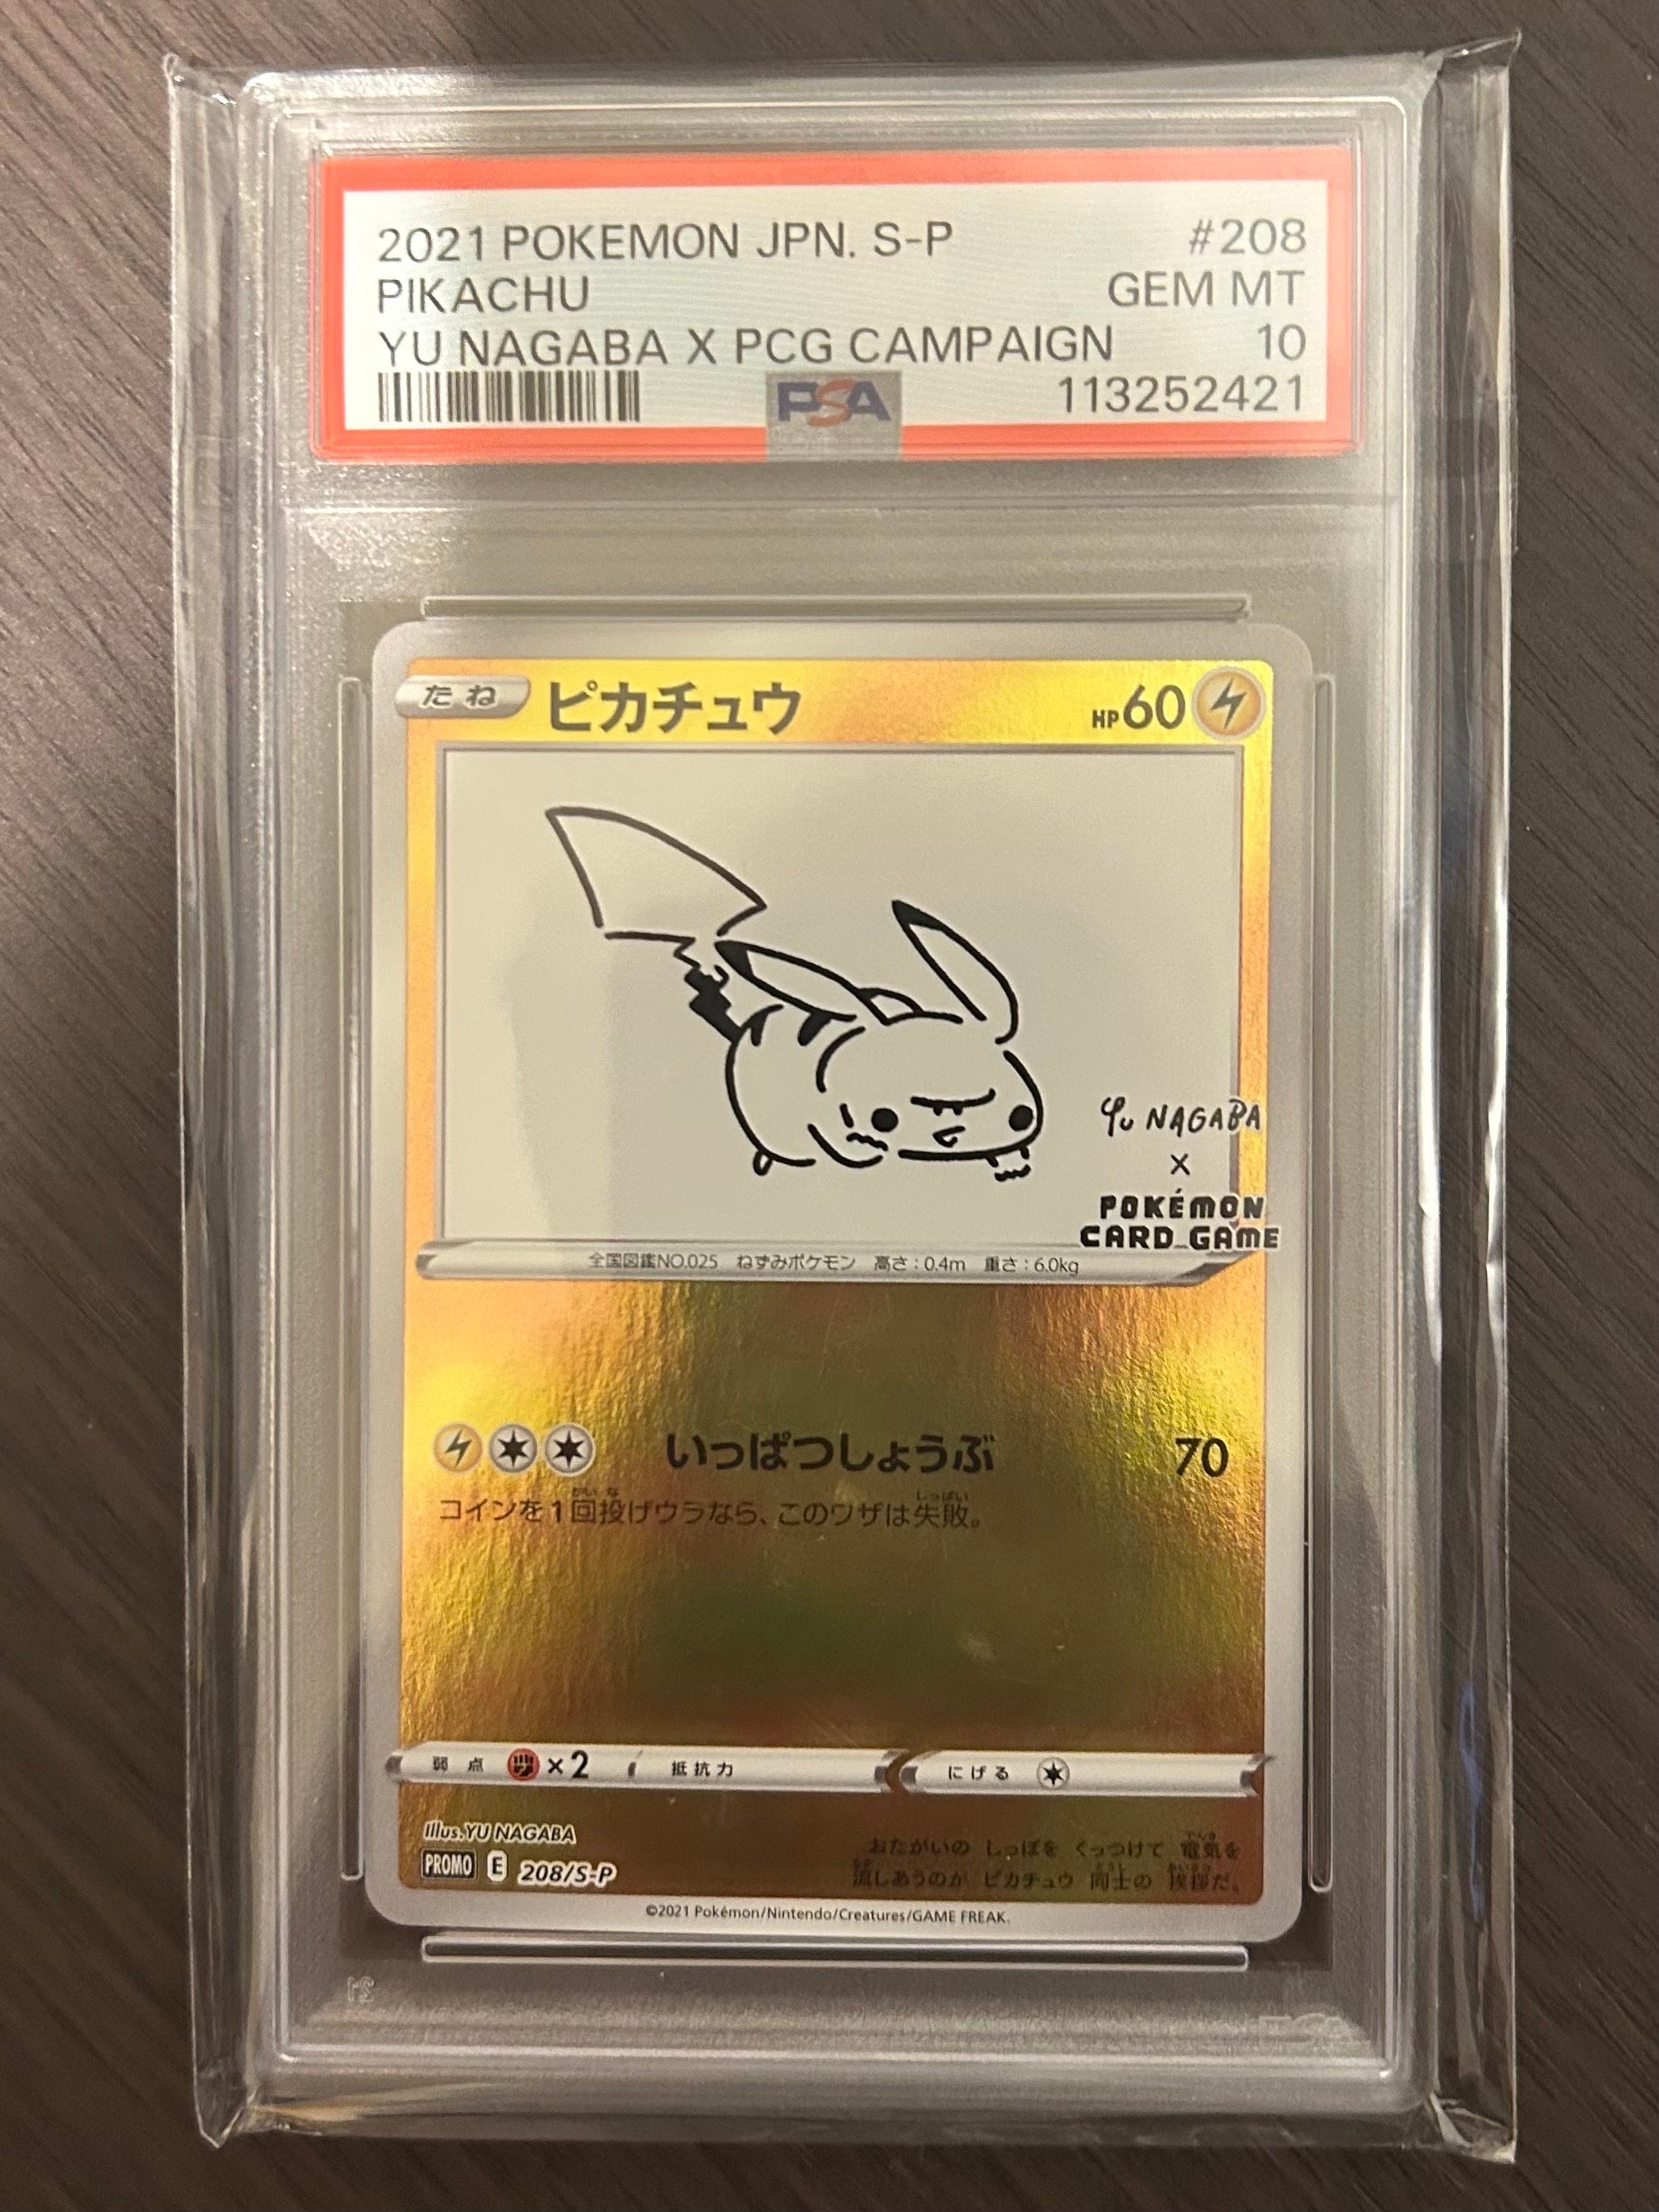 2021 POKEMON JPN. S-P #208
PIKACHU GEM MT
YU NAGABA X PCG CAMPAIGN 10
PSA 113252421
たね ピカチュウ HP60
YU NAGABA
×
POKÉMON
CARD GAME
全国図鑑NO.025 ねずみポケモン 高さ：0.4m 重さ：6.0kg
いっぱつしょうぶ 70
コインを1回投げウラなら、このワザは失敗。
弱点 ×2 抵抗力 にげる
Illus.YU NAGABA
PROMO E 208/S-P
おたがいの しっぽを くっつけて 電気を
流しあうのが ピカチュウ 同士の 挨拶だ。
©2021 Pokémon/Nintendo/Creatures/GAME FREAK.